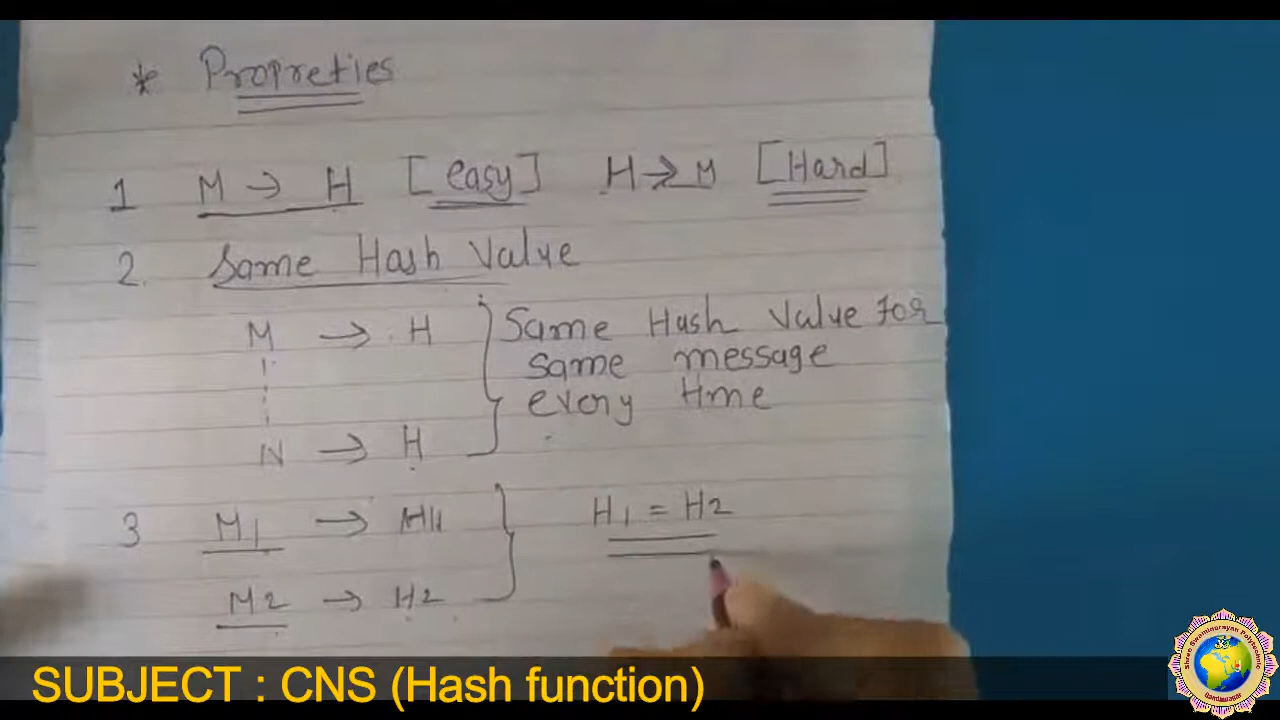 * Propreties
1 M → H [easy] H → M [Hard]
2. Same Hash Value
M → H
Same Hash Value For
same message
every time
N → H
3 M1 → H1
H1 = H2
M2 → H2
SUBJECT : CNS (Hash function)